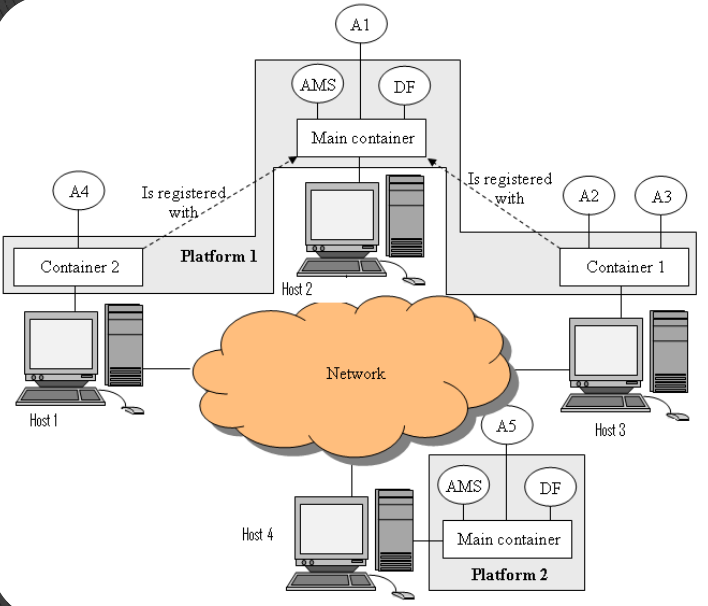 A1
AMS
DF
Main container
Is registered
with
Is registered
with
A4
A2
A3
Container 2
Platform 1
Container 1
Host 2
Host 1
Network
Host 3
A5
AMS
DF
Host 4
Main container
Platform 2